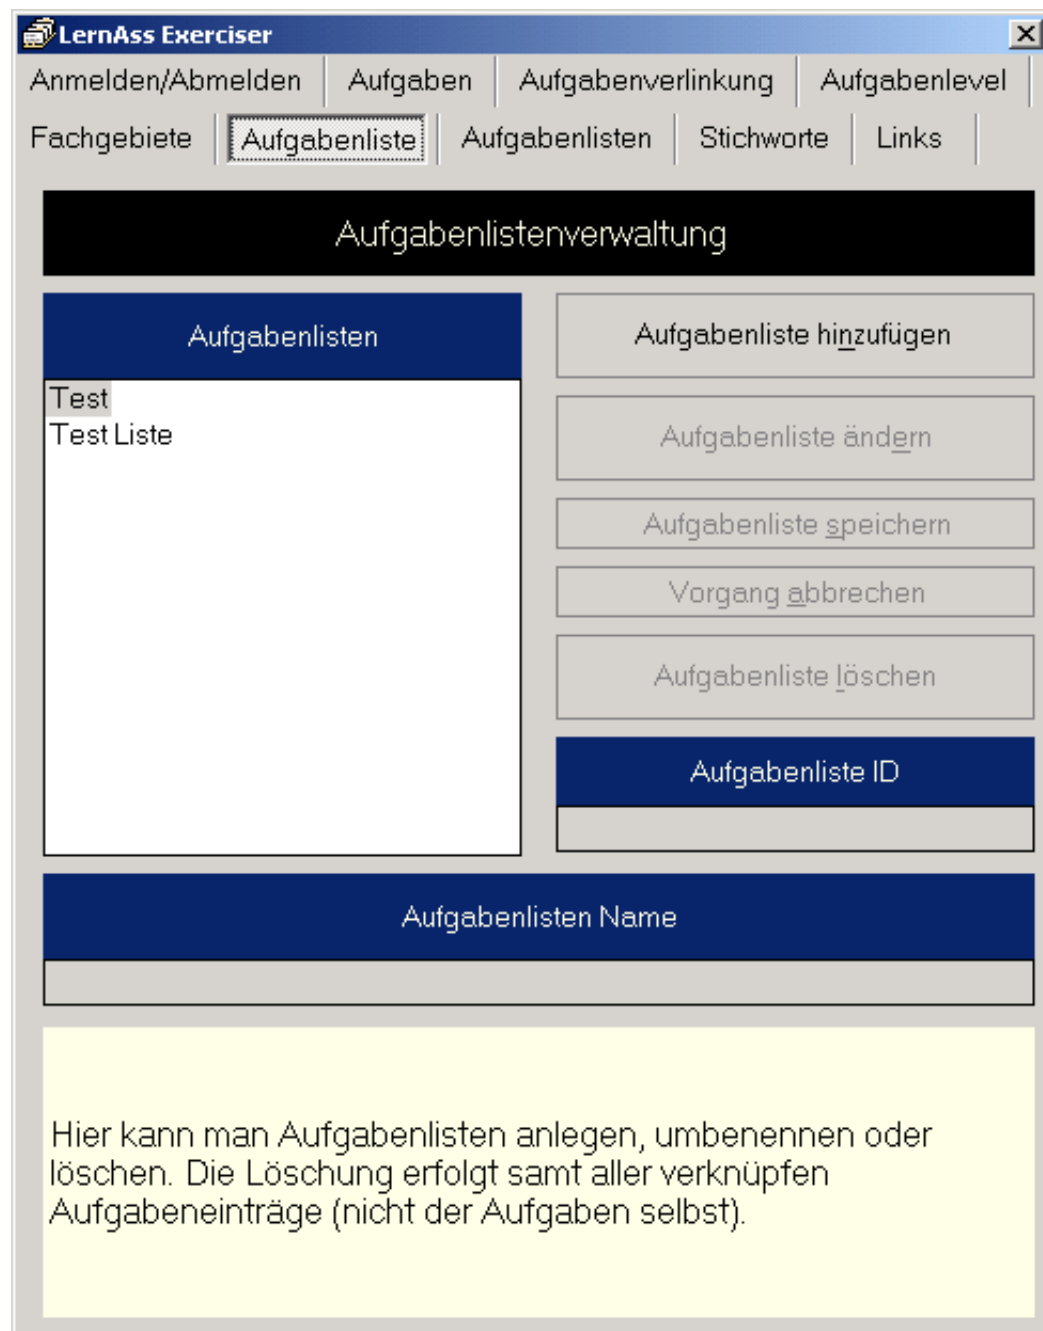 LernAss Exerciser
Anmelden/Abmelden Aufgaben Aufgabenverlinkung Aufgabenlevel
Fachgebiete Aufgabenliste Aufgabenlisten Stichworte Links
Aufgabenlistenverwaltung
Aufgabenlisten
Test
Test Liste
Aufgabenliste hinzufügen
Aufgabenliste ändern
Aufgabenliste speichern
Vorgang abbrechen
Aufgabenliste löschen
Aufgabenliste ID
Aufgabenlisten Name
Hier kann man Aufgabenlisten anlegen, umbenennen oder
löschen. Die Löschung erfolgt samt aller verknüpfen
Aufgabeneinträge (nicht der Aufgaben selbst).